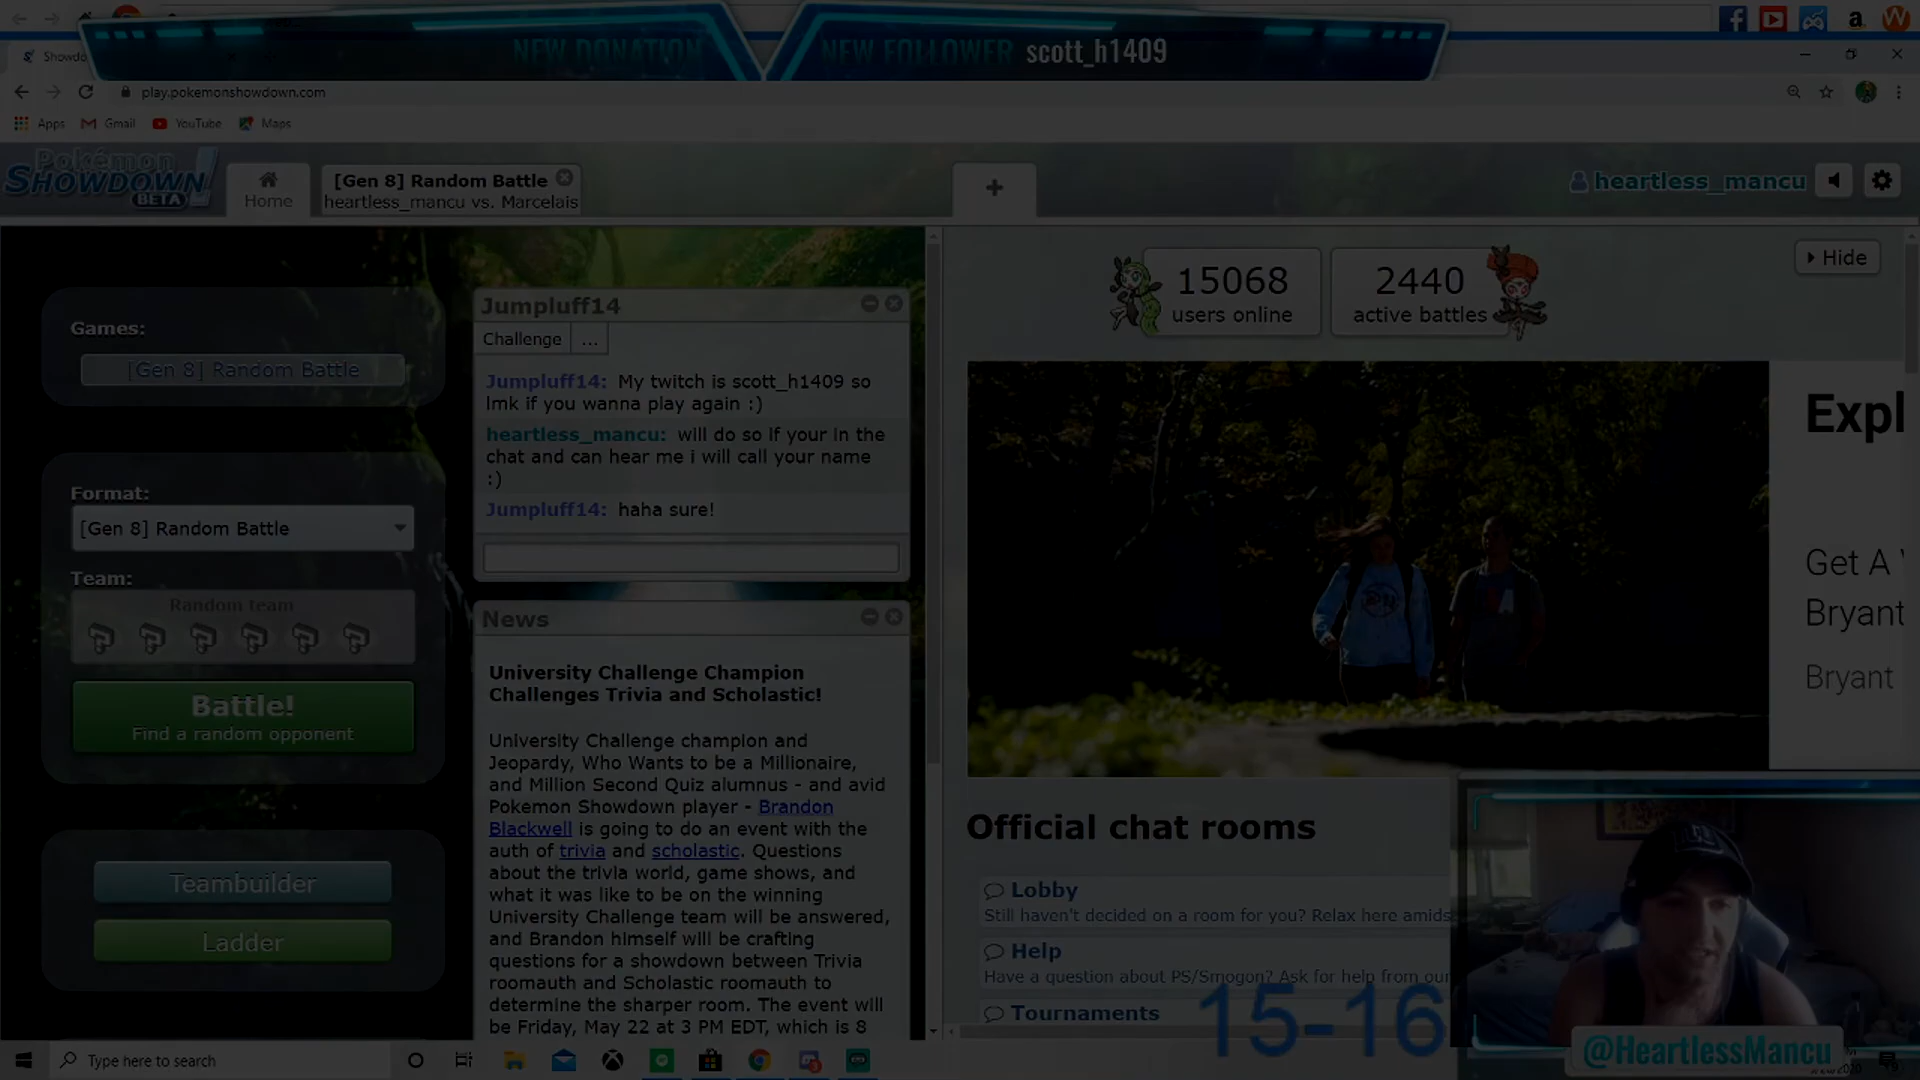 NEW DONATION
NEW FOLLOWER scott_h1409
Showdo
play.pokemonshowdown.com
Apps Gmail YouTube Maps
Pokémon
SHOWDOWN!
BETA
Home
[Gen 8] Random Battle
heartless_mancu vs. Marcelais
+
heartless_mancu
Games:
[Gen 8] Random Battle
Format:
[Gen 8] Random Battle
Team:
Random team
Battle!
Find a random opponent
Teambuilder
Ladder
Jumpluff14
Challenge ...
Jumpluff14: My twitch is scott_h1409 so
lmk if you wanna play again :)
heartless_mancu: will do so if your in the
chat and can hear me i will call your name
:)
Jumpluff14: haha sure!
News
University Challenge Champion
Challenges Trivia and Scholastic!
University Challenge champion and
Jeopardy, Who Wants to be a Millionaire,
and Million Second Quiz alumnus - and avid
Pokemon Showdown player - Brandon
Blackwell is going to do an event with the
auth of trivia and scholastic. Questions
about the trivia world, game shows, and
what it was like to be on the winning
University Challenge team will be answered,
and Brandon himself will be crafting
questions for a showdown between Trivia
roomauth and Scholastic roomauth to
determine the sharper room. The event will
be Friday, May 22 at 3 PM EDT, which is 8
15068
users online
2440
active battles
Hide
Expl
Get A
Bryant
Bryant
Official chat rooms
Lobby
Still haven't decided on a room for you? Relax here amids
Help
Have a question about PS/Smogon? Ask for help from our
Tournaments
15-16
@HeartlessMancu
Type here to search